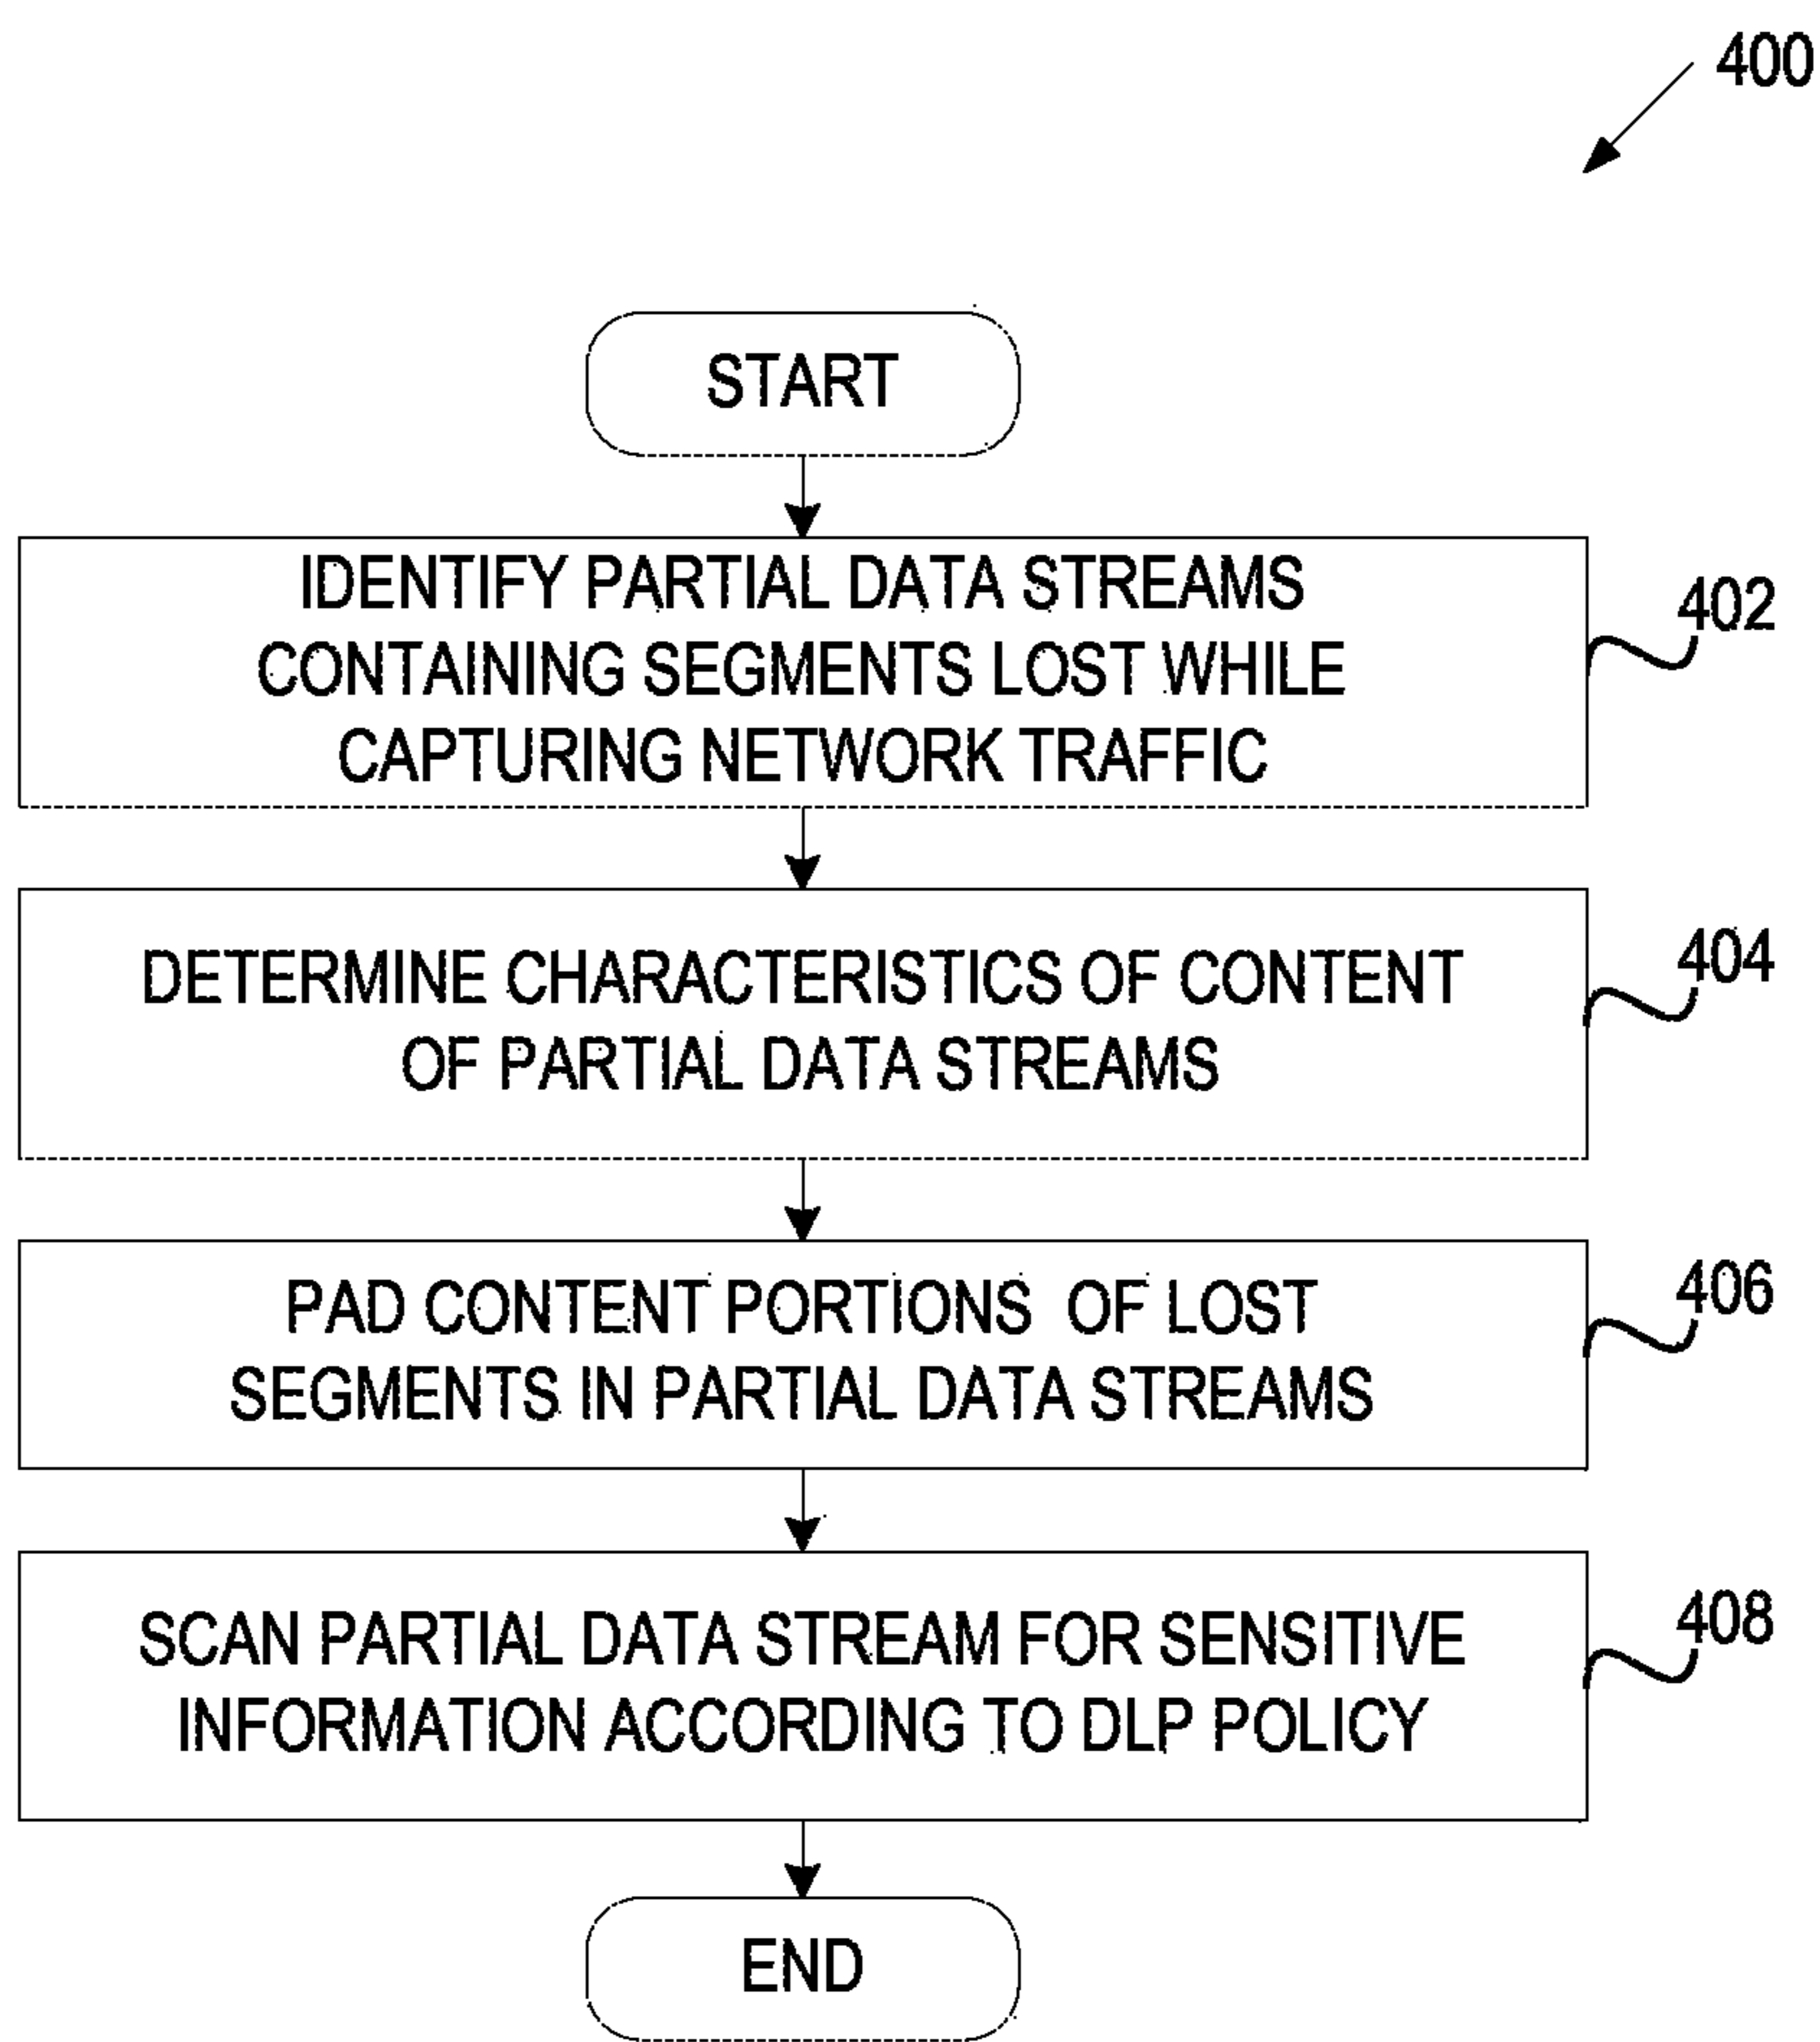 400
START
IDENTIFY PARTIAL DATA STREAMS
CONTAINING SEGMENTS LOST WHILE
CAPTURING NETWORK TRAFFIC
402
DETERMINE CHARACTERISTICS OF CONTENT
OF PARTIAL DATA STREAMS
404
PAD CONTENT PORTIONS OF LOST
SEGMENTS IN PARTIAL DATA STREAMS
406
SCAN PARTIAL DATA STREAM FOR SENSITIVE
INFORMATION ACCORDING TO DLP POLICY
408
END